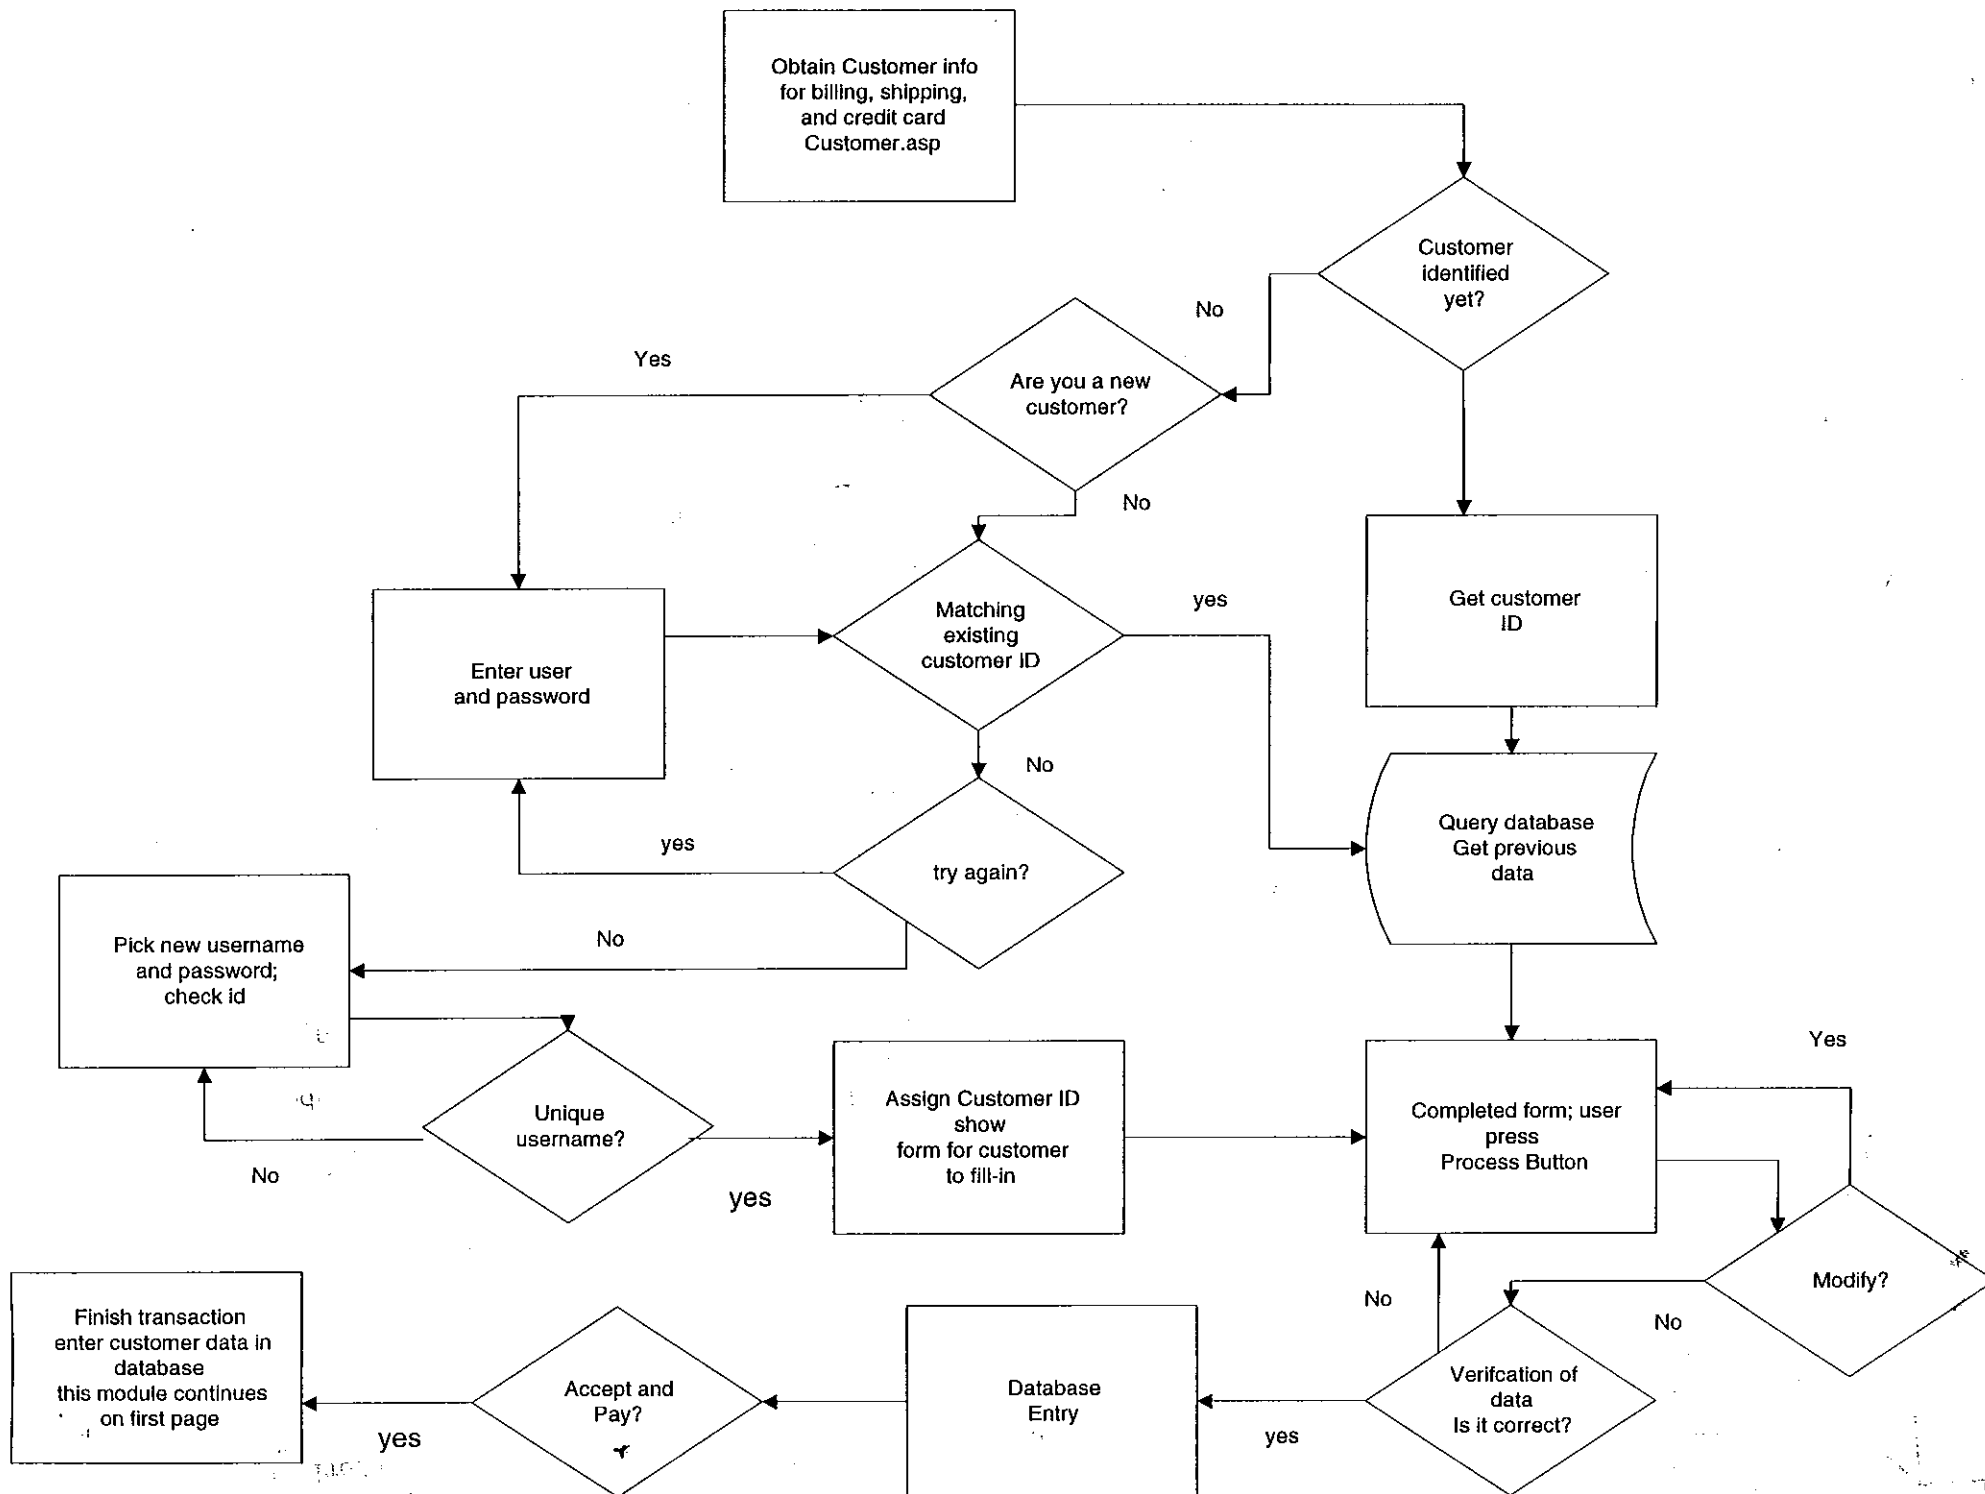 Obtain Customer info
for billing, shipping,
and credit card
Customer.asp
Customer
identified
yet?
No
Are you a new
customer?
Yes
No
Matching
existing
customer ID
yes
Get customer
ID
Enter user
and password
No
Query database
Get previous
data
yes
try again?
No
Pick new username
and password;
check id
Yes
Unique
username?
No
yes
Assign Customer ID
show
form for customer
to fill-in
Completed form; user
press
Process Button
Modify?
No
No
Finish transaction
enter customer data in
database
this module continues
on first page
yes
Accept and
Pay?
Database
Entry
yes
Verifcation of
data
Is it correct?